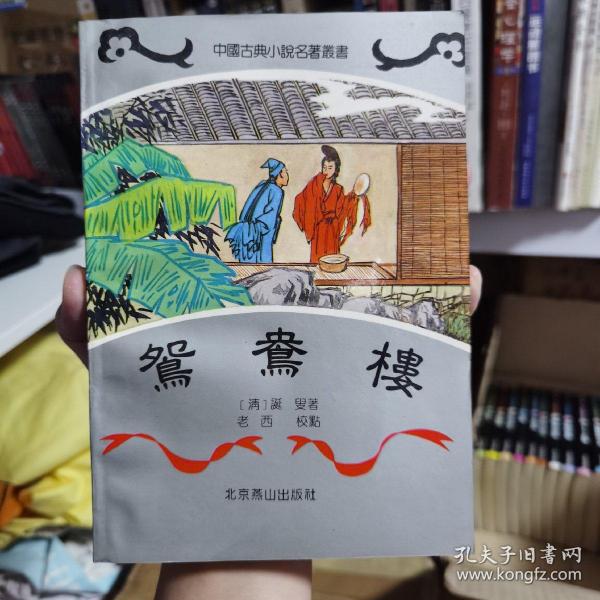 中國古典小說名著叢書
鴛鴦樓
[清]誕 叟著
老西 校點
北京燕山出版社
孔夫子旧书网
www.kongfz.com